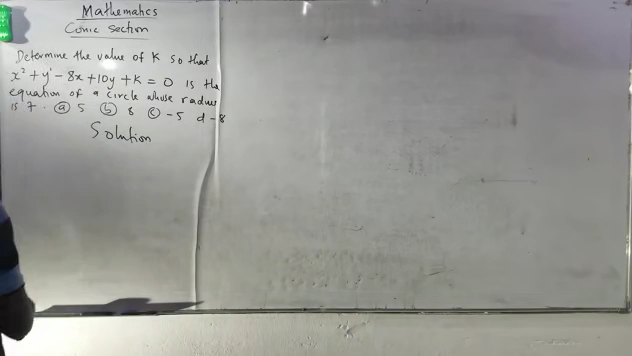 Mathematics
Conic Section
Determine the value of K so that
x² + y² - 8x + 10y + K = 0 is the
equation of a circle whose radius
is 7. (a) 5 (b) 8 (c) -5 d -8
Solution